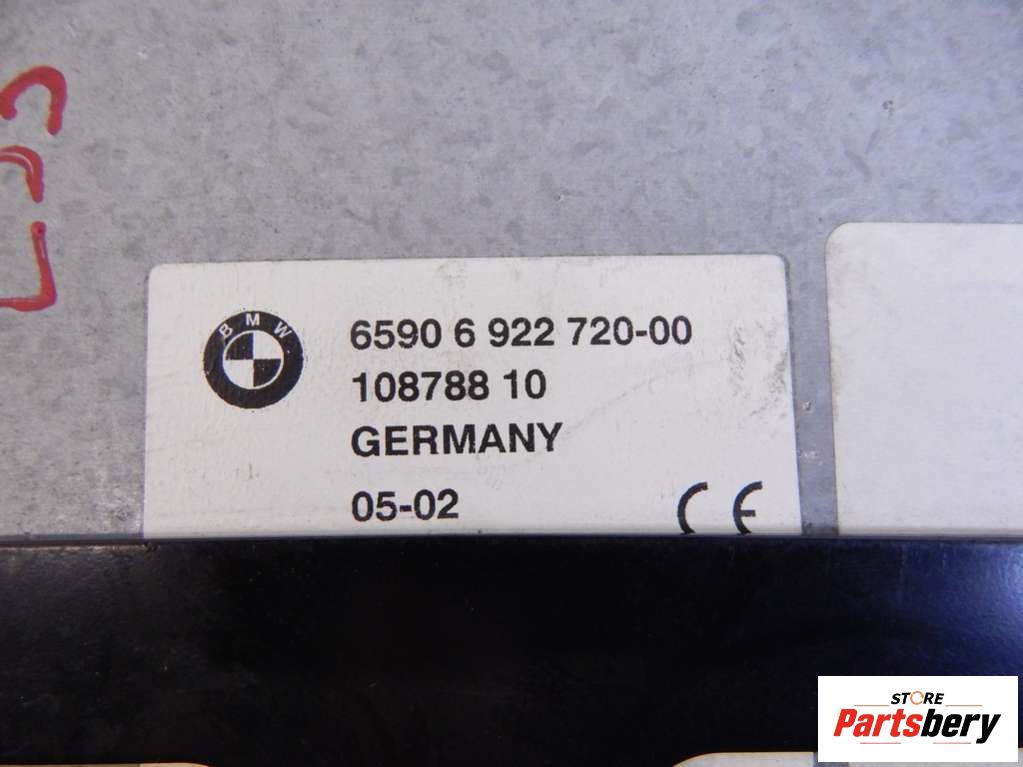 BMW
6590 6 922 720-00
108788 10
GERMANY
05-02
CE
STORE
Partsbery